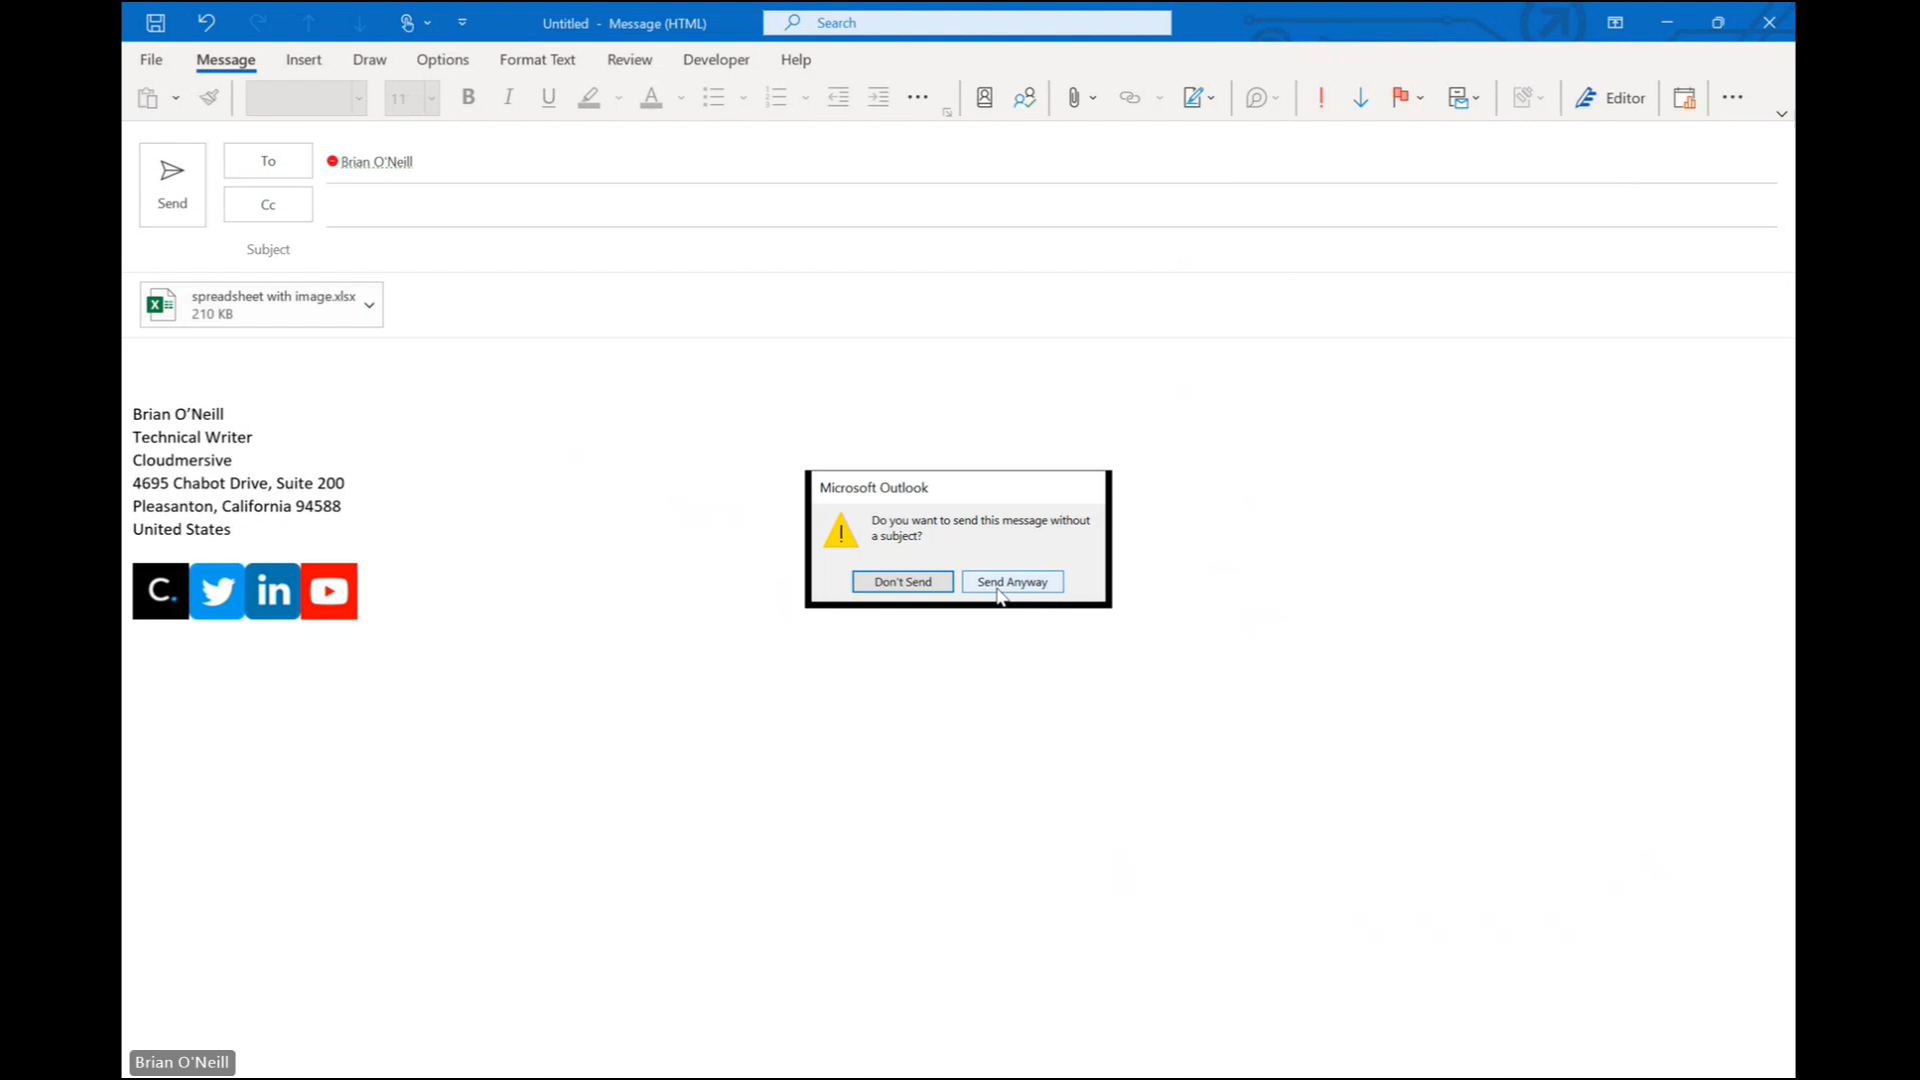 Untitled - Message (HTML)
Search
File Message Insert Draw Options Format Text Review Developer Help
11 B I U Editor
Send
To
Brian O'Neill
Cc
Subject
spreadsheet with image.xlsx
210 KB
Brian O’Neill
Technical Writer
Cloudmersive
4695 Chabot Drive, Suite 200
Pleasanton, California 94588
United States
C. in
Microsoft Outlook
Do you want to send this message without
a subject?
Don't Send Send Anyway
Brian O'Neill